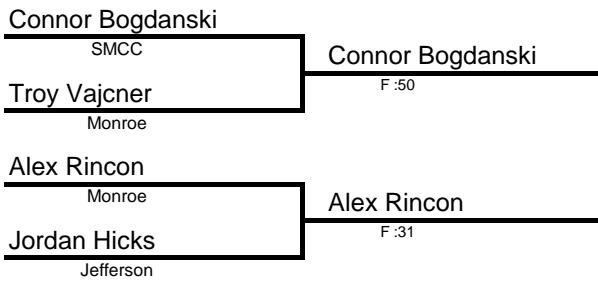 Connor Bogdanski
SMCC
Connor Bogdanski
F :50
Troy Vajcner
Monroe
Alex Rincon
Monroe
Alex Rincon
F :31
Jordan Hicks
Jefferson